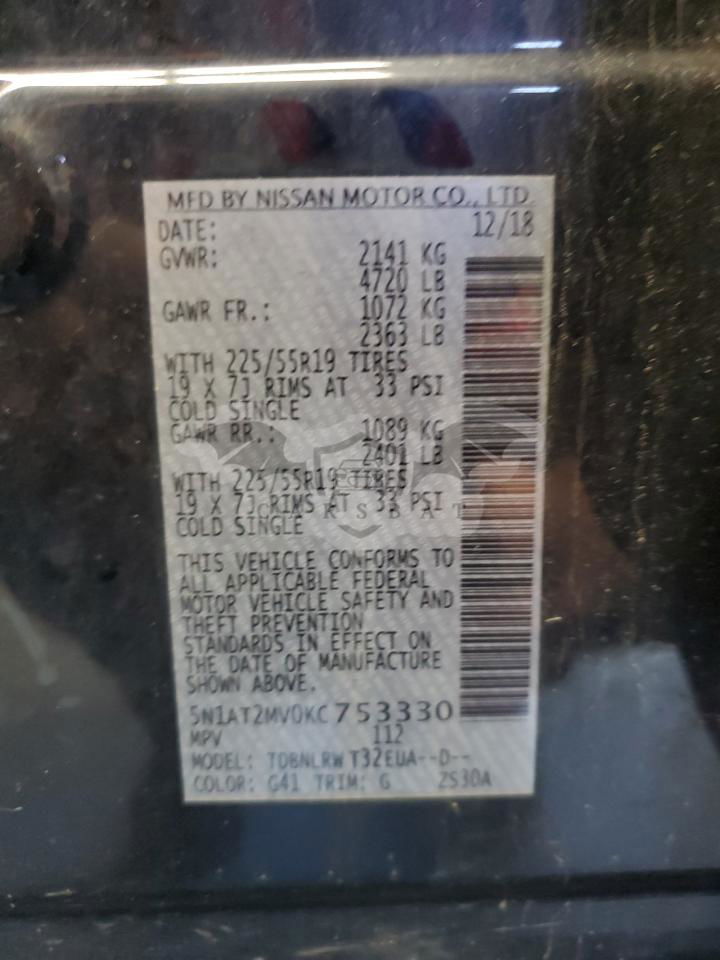 MFD BY NISSAN MOTOR CO., LTD.
DATE: 12/18
GVWR: 2141 KG
4720 LB
GAWR FR.: 1072 KG
2363 LB
WITH 225/55R19 TIRES
19 X 7J RIMS AT 33 PSI
COLD SINGLE
GAWR RR.: 1089 KG
2401 LB
WITH 225/55R19 TIRES
19 X 7J RIMS AT 33 PSI
CARSBAT
COLD SINGLE
THIS VEHICLE CONFORMS TO
ALL APPLICABLE FEDERAL
MOTOR VEHICLE SAFETY AND
THEFT PREVENTION
STANDARDS IN EFFECT ON
THE DATE OF MANUFACTURE
SHOWN ABOVE.
5N1AT2MV0KC753330
MPV 112
MODEL: TDBNLRW T32EUA--D--
COLOR: G41 TRIM: G 2S30A